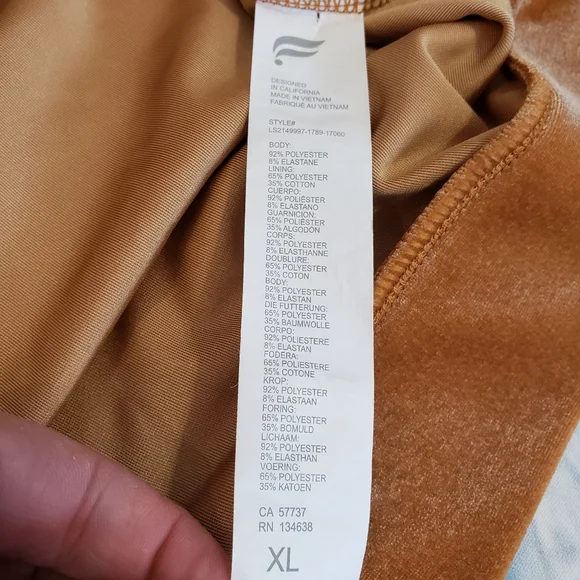 DESIGNED
IN CALIFORNIA
MADE IN VIETNAM
FABRIQUÉ AU VIETNAM
STYLE#
LS2149997-1789-17060
BODY:
92% POLYESTER
8% ELASTANE
LINING:
65% POLYESTER
35% COTTON
CUERPO:
92% POLIÉSTER
8% ELASTANO
GUARNICION:
65% POLIÉSTER
35% ALGODÓN
CORPS:
92% POLYESTER
8% ELASTHANNE
DOUBLURE:
65% POLYESTER
35% COTON
BODY:
92% POLYESTER
8% ELASTAN
DIE FUTTERUNG:
65% POLYESTER
35% BAUMWOLLE
CORPO:
92% POLIESTERE
8% ELASTAN
FODERA:
65% POLIESTERE
35% COTONE
KROP:
92% POLYESTER
8% ELASTAAN
FORING:
65% POLYESTER
35% BOMULD
LICHAAM:
92% POLYESTER
8% ELASTHAN
VOERING:
65% POLYESTER
35% KATOEN
CA 57737
RN 134638
XL